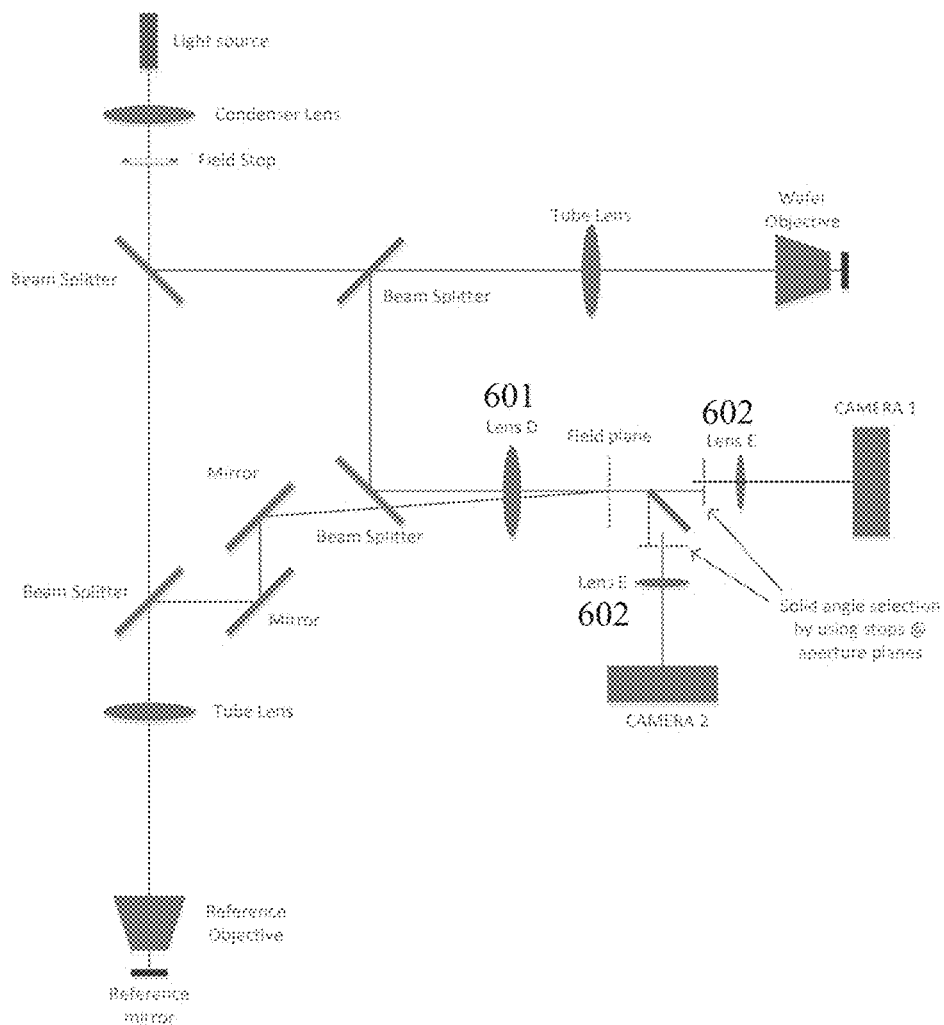 Light source
Condenser Lens
Field Stop
Wafer
Objective
Tube Lens
Beam Splitter
Beam Splitter
601
Lens D
602
Lens E
CAMERA 1
Field plane
Mirror
Beam Splitter
Beam Splitter
Mirror
Lens E
602
Solid angle selection
by using stops @
aperture planes
CAMERA 2
Tube Lens
Reference
Objective
Reference
mirror